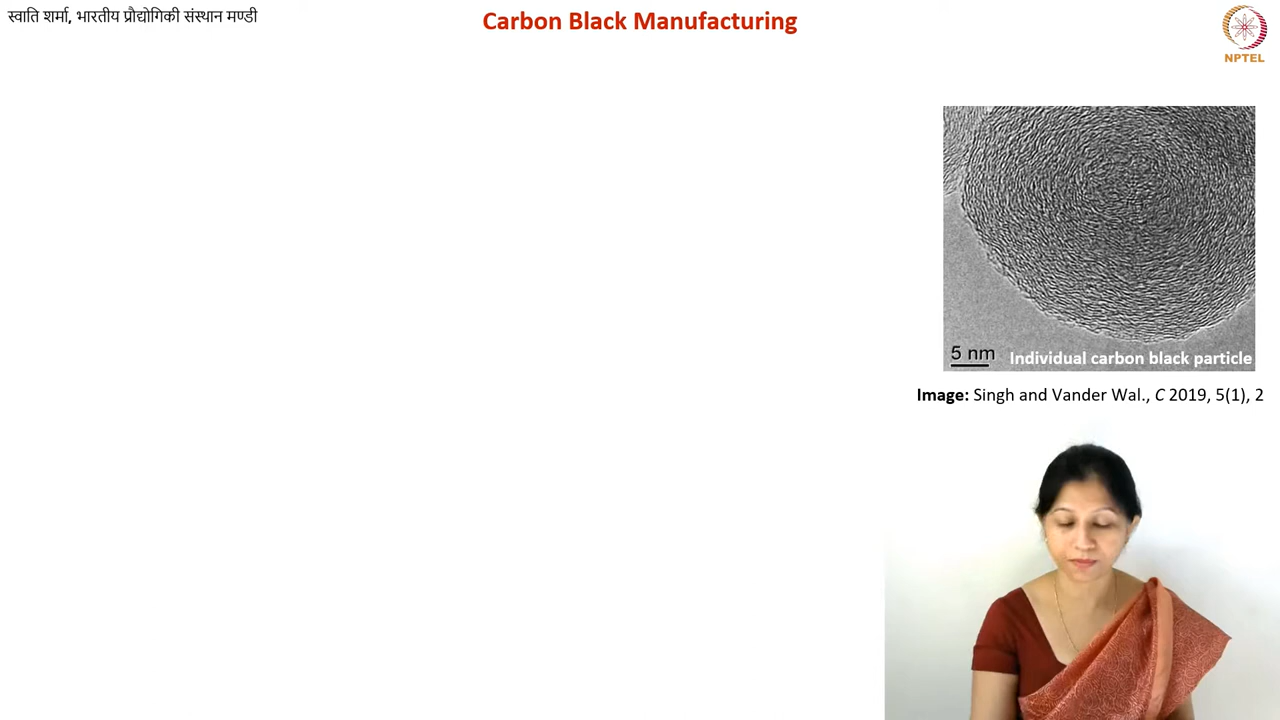 स्वाति शर्मा, भारतीय प्रौद्योगिकी संस्थान मण्डी
Carbon Black Manufacturing
NPTEL
5 nm
Individual carbon black particle
Image: Singh and Vander Wal., C 2019, 5(1), 2